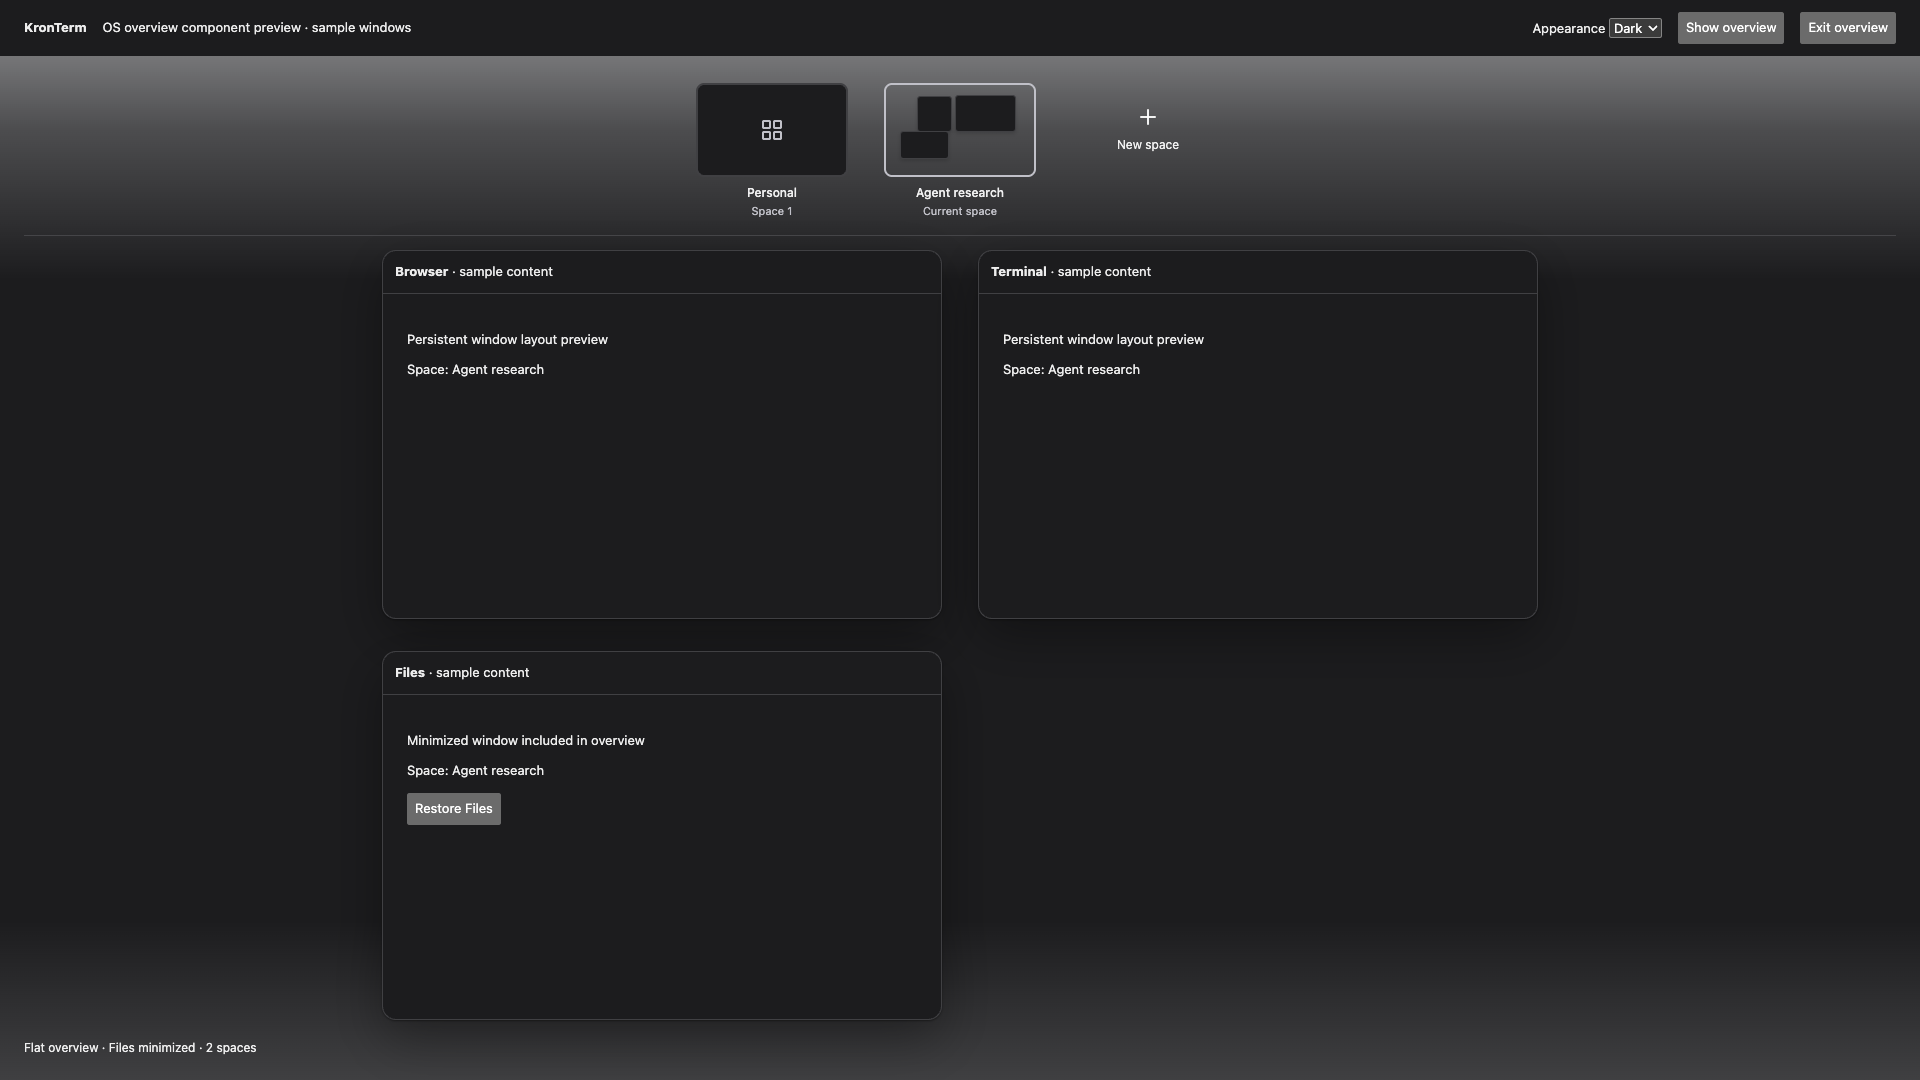 KronTerm OS overview component preview · sample windows Appearance Dark Show overview Exit overview
New space
Personal Agent research
Space 1 Current space
Browser · sample content
Persistent window layout preview
Space: Agent research
Terminal · sample content
Persistent window layout preview
Space: Agent research
Files · sample content
Minimized window included in overview
Space: Agent research
Restore Files
Flat overview · Files minimized · 2 spaces